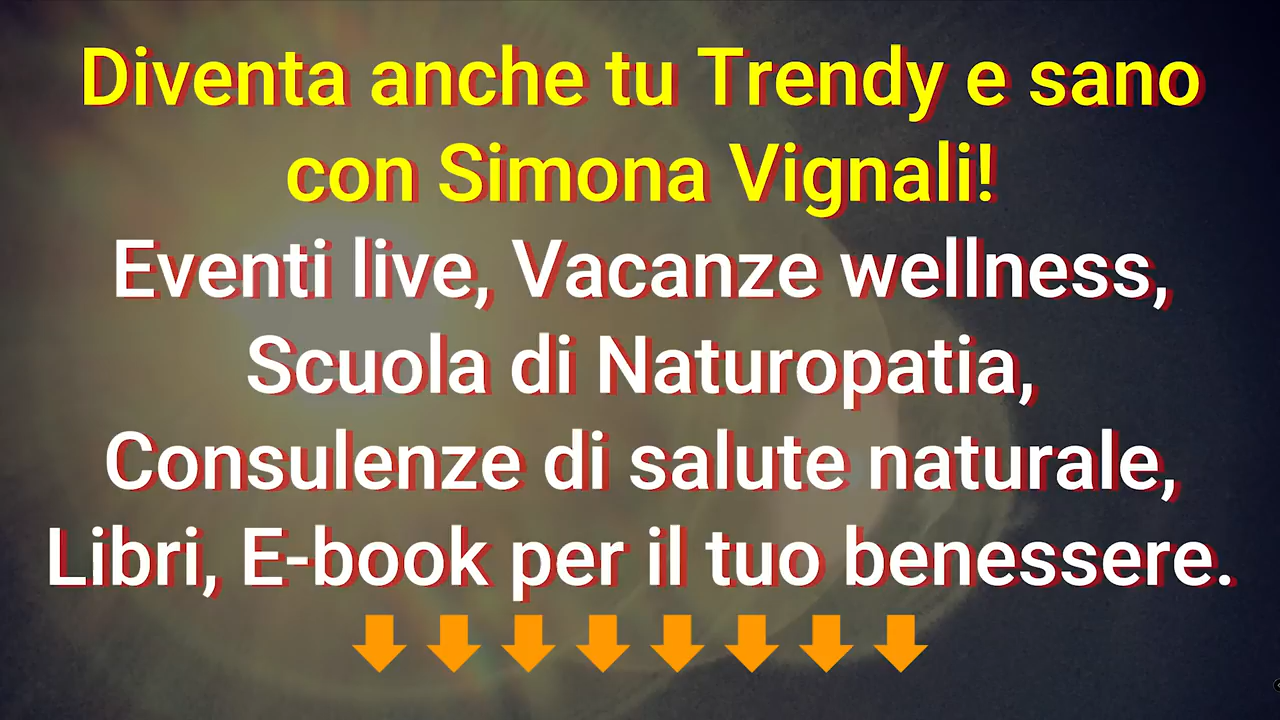 Diventa anche tu Trendy e sano
con Simona Vignali!
Eventi live, Vacanze wellness,
Scuola di Naturopatia,
Consulenze di salute naturale,
Libri, E-book per il tuo benessere.